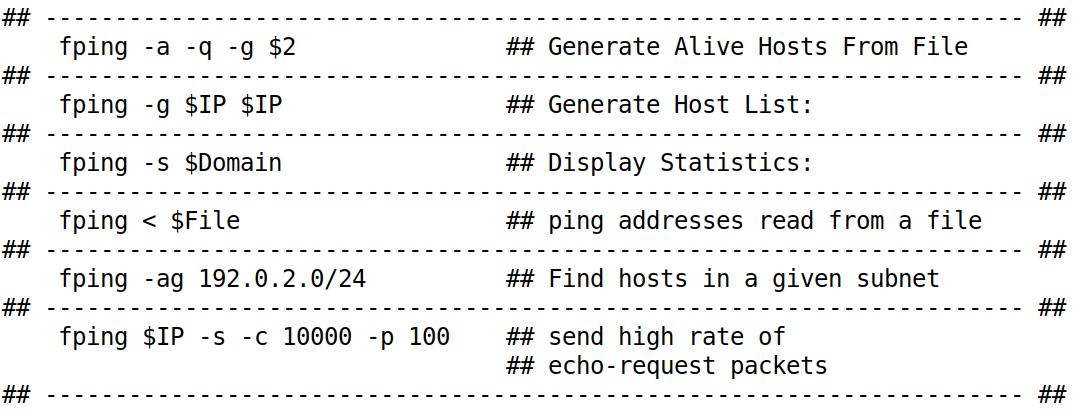 ## ---------------------------------------------------------------------- ##
    fping -a -q -g $2               ## Generate Alive Hosts From File
## ---------------------------------------------------------------------- ##
    fping -g $IP $IP                ## Generate Host List:
## ---------------------------------------------------------------------- ##
    fping -s $Domain                ## Display Statistics:
## ---------------------------------------------------------------------- ##
    fping < $File                   ## ping addresses read from a file
## ---------------------------------------------------------------------- ##
    fping -ag 192.0.2.0/24          ## Find hosts in a given subnet
## ---------------------------------------------------------------------- ##
    fping $IP -s -c 10000 -p 100    ## send high rate of
                                    ## echo-request packets
## ---------------------------------------------------------------------- ##